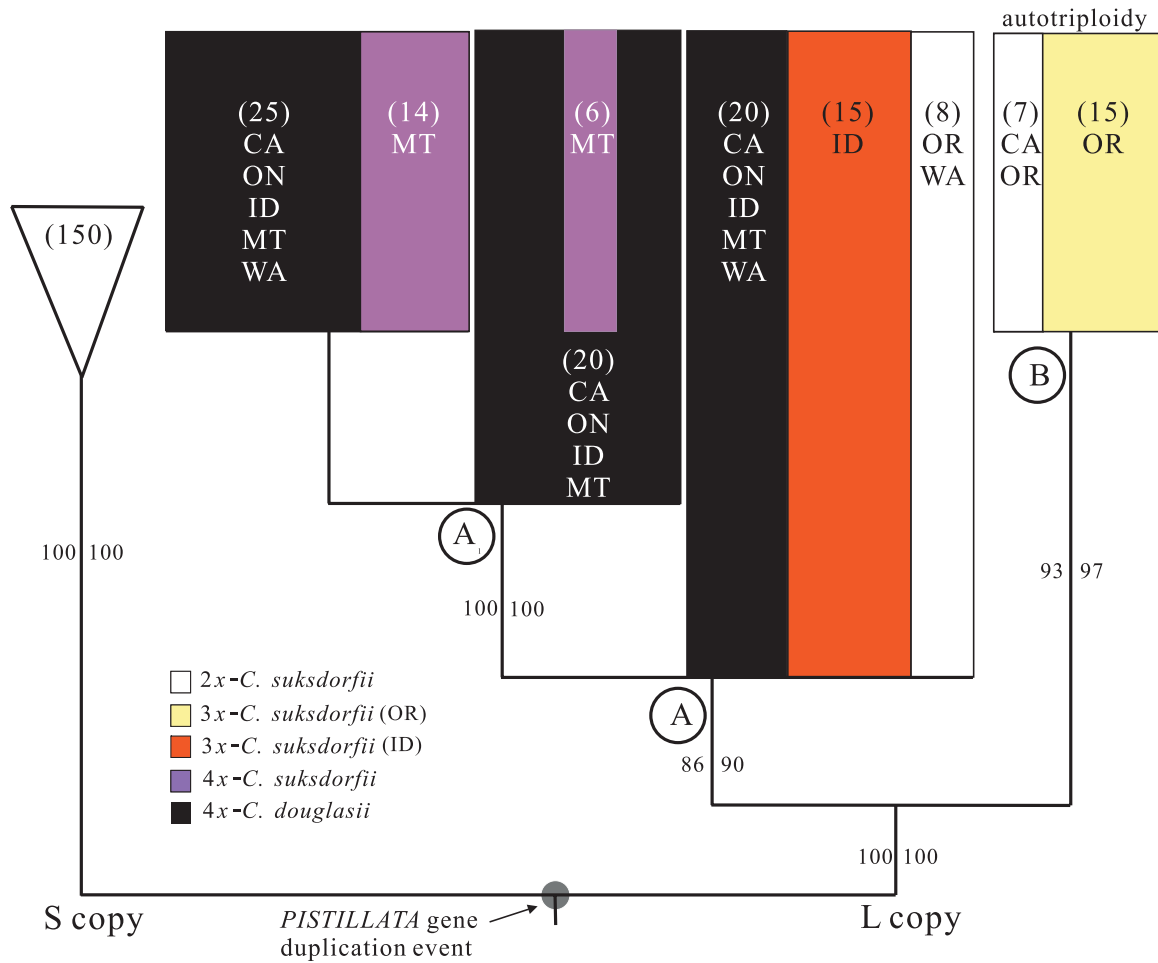 autotriploidy
(150)
(25)
CA
ON
ID
MT
WA
(14)
MT
(6)
MT
(20)
CA
ON
ID
MT
(20)
CA
ON
ID
MT
WA
(15)
ID
(8)
OR
WA
(7)
CA
OR
(15)
OR
B
A
100 100
100 100
93 97
A
86 90
2x-C. suksdorfii
3x-C. suksdorfii (OR)
3x-C. suksdorfii (ID)
4x-C. suksdorfii
4x-C. douglasii
100 100
S copy
PISTILLATA gene
duplication event
L copy